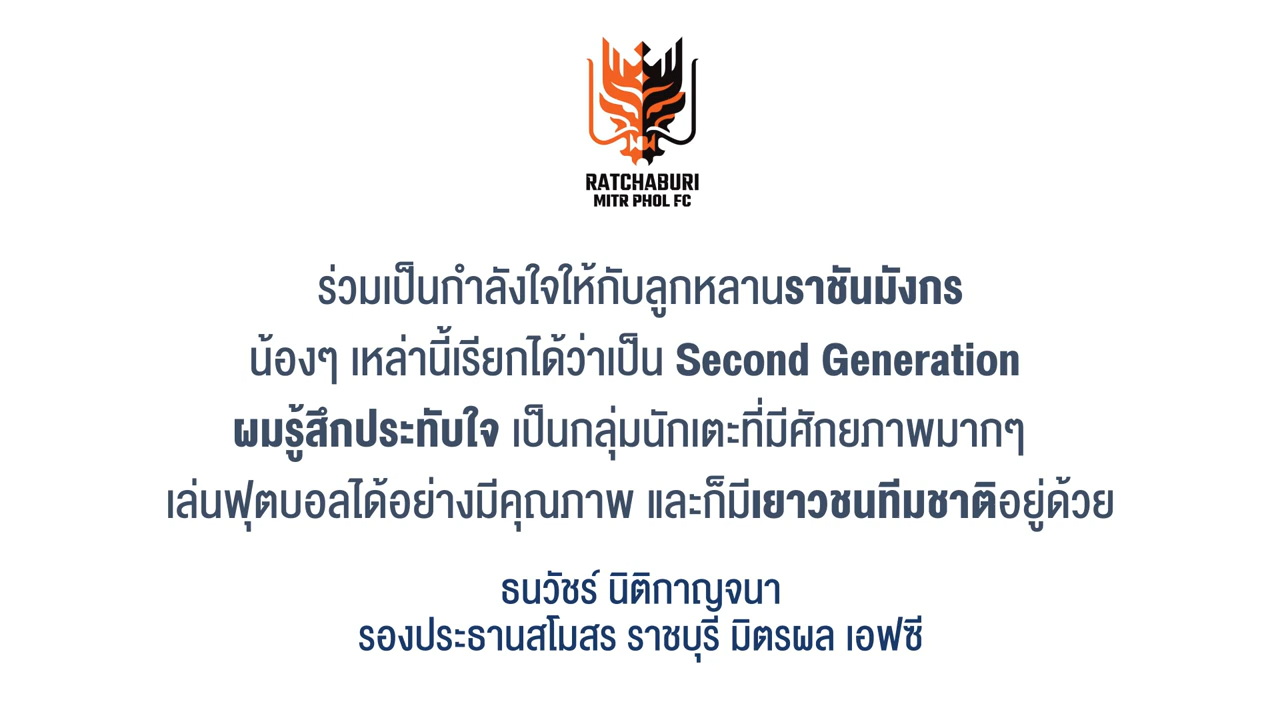 RATCHABURI
MITR PHOL FC
ร่วมเป็นกำลังใจให้กับลูกหลานราชันมังกร
น้องๆ เหล่านี้เรียกได้ว่าเป็น Second Generation
ผมรู้สึกประทับใจ เป็นกลุ่มนักเตะที่มีศักยภาพมากๆ
เล่นฟุตบอลได้อย่างมีคุณภาพ และก็มีเยาวชนทีมชาติอยู่ด้วย
ธนวัชร์ นิติกาญจนา
รองประธานสโมสร ราชบุรี มิตรผล เอฟซี